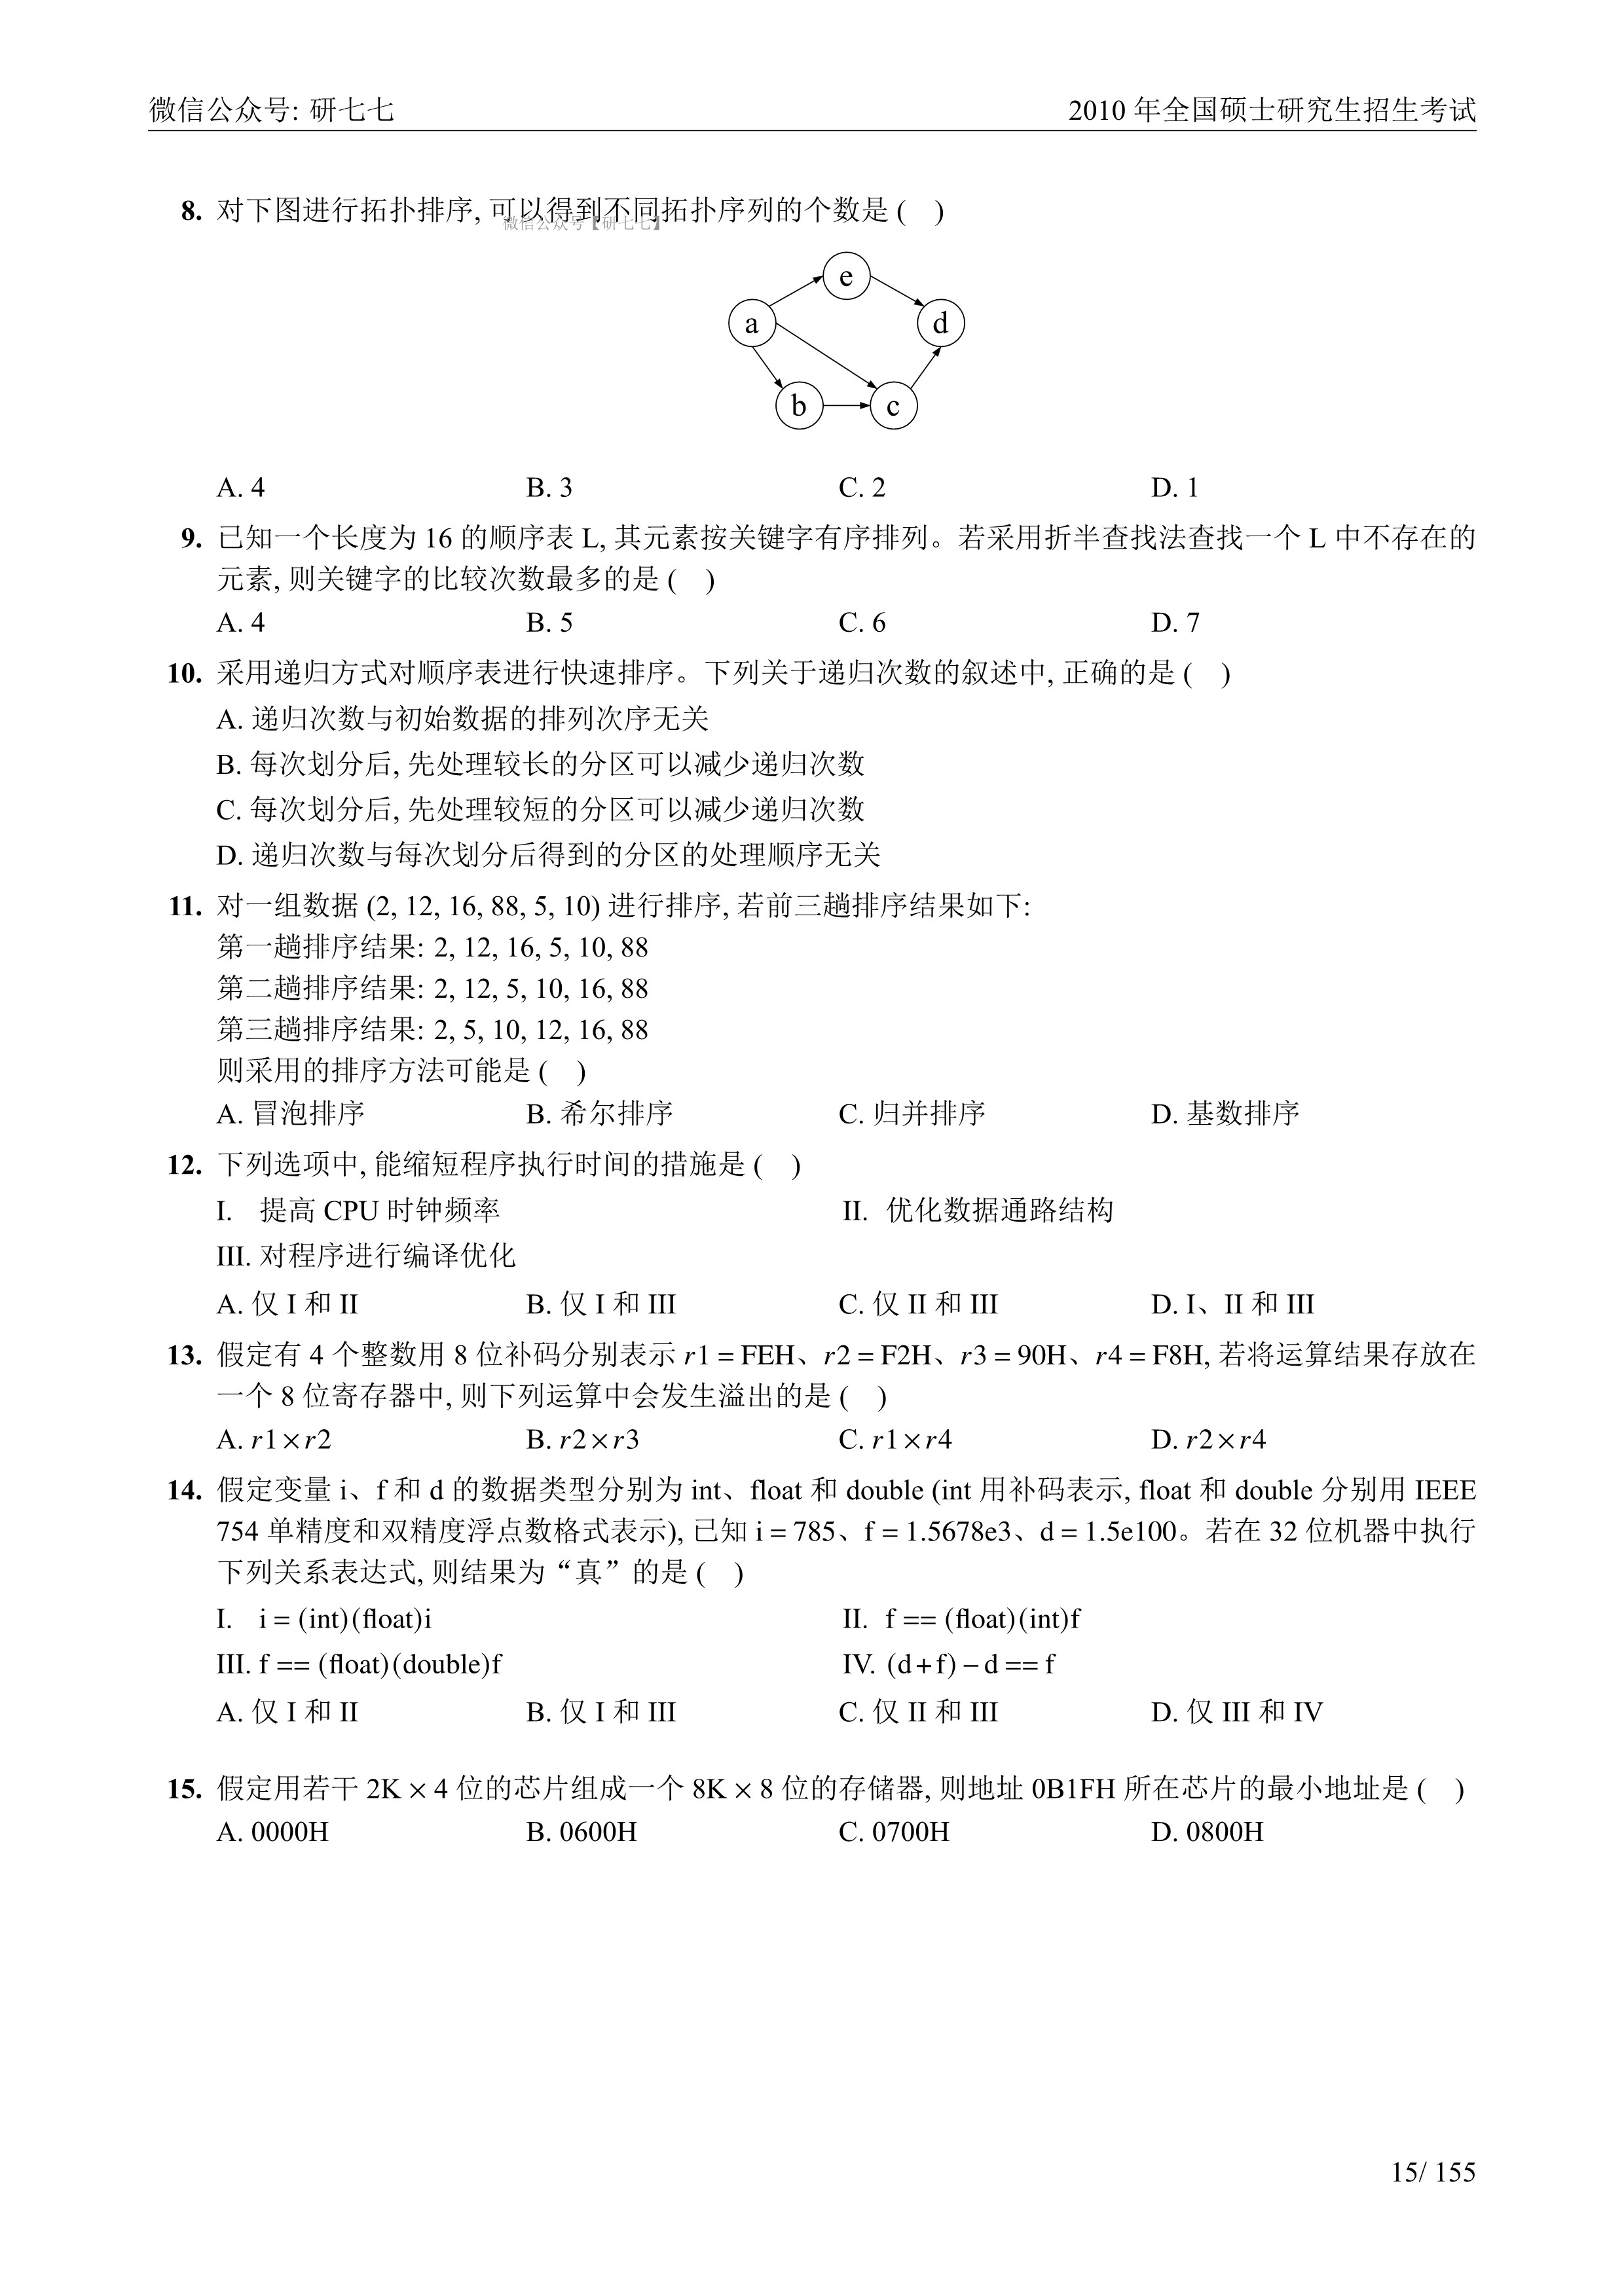 微信公众号: 研七七
2010 年全国硕士研究生招生考试
8. 对下图进行拓扑排序, 可以得到不同拓扑序列的个数是 ( )
微信公众号【研七七】
e
a
d
b
c
A. 4 B. 3 C. 2 D. 1
9. 已知一个长度为 16 的顺序表 L, 其元素按关键字有序排列。若采用折半查找法查找一个 L 中不存在的
元素, 则关键字的比较次数最多的是 ( )
A. 4 B. 5 C. 6 D. 7
10. 采用递归方式对顺序表进行快速排序。下列关于递归次数的叙述中, 正确的是 ( )
A. 递归次数与初始数据的排列次序无关
B. 每次划分后, 先处理较长的分区可以减少递归次数
C. 每次划分后, 先处理较短的分区可以减少递归次数
D. 递归次数与每次划分后得到的分区的处理顺序无关
11. 对一组数据 (2, 12, 16, 88, 5, 10) 进行排序, 若前三趟排序结果如下:
第一趟排序结果: 2, 12, 16, 5, 10, 88
第二趟排序结果: 2, 12, 5, 10, 16, 88
第三趟排序结果: 2, 5, 10, 12, 16, 88
则采用的排序方法可能是 ( )
A. 冒泡排序 B. 希尔排序 C. 归并排序 D. 基数排序
12. 下列选项中, 能缩短程序执行时间的措施是 ( )
I. 提高 CPU 时钟频率 II. 优化数据通路结构
III. 对程序进行编译优化
A. 仅 I 和 II B. 仅 I 和 III C. 仅 II 和 III D. I、II 和 III
13. 假定有 4 个整数用 8 位补码分别表示 r1 = FEH、r2 = F2H、r3 = 90H、r4 = F8H, 若将运算结果存放在
一个 8 位寄存器中, 则下列运算中会发生溢出的是 ( )
A. r1 × r2 B. r2 × r3 C. r1 × r4 D. r2 × r4
14. 假定变量 i、f 和 d 的数据类型分别为 int、float 和 double (int 用补码表示, float 和 double 分别用 IEEE
754 单精度和双精度浮点数格式表示), 已知 i = 785、f = 1.5678e3、d = 1.5e100。若在 32 位机器中执行
下列关系表达式, 则结果为“真”的是 ( )
I. i = (int)(float)i II. f == (float)(int)f
III. f == (float)(double)f IV. (d+f) − d == f
A. 仅 I 和 II B. 仅 I 和 III C. 仅 II 和 III D. 仅 III 和 IV
15. 假定用若干 2K × 4 位的芯片组成一个 8K × 8 位的存储器, 则地址 0B1FH 所在芯片的最小地址是 ( )
A. 0000H B. 0600H C. 0700H D. 0800H
15/ 155